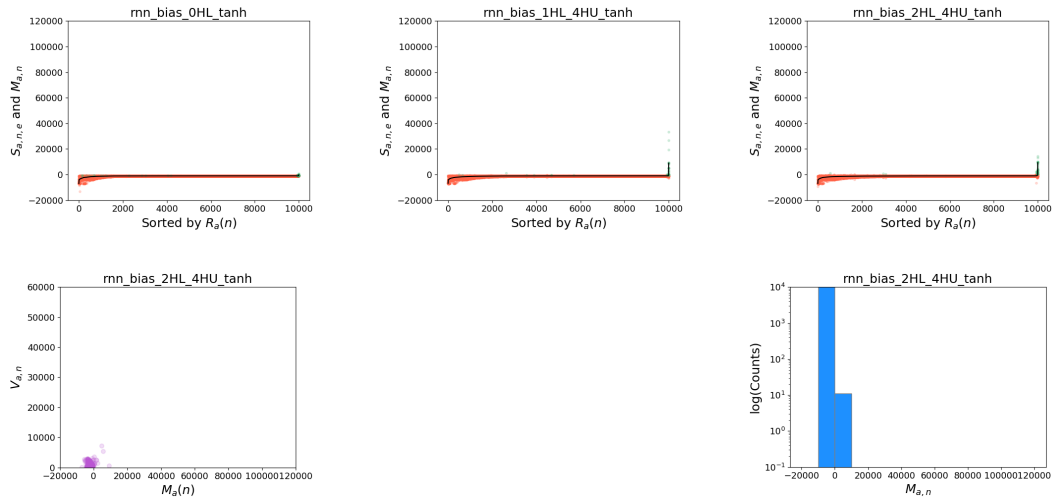 rnn_bias_0HL_tanh
120000
100000
80000
60000
40000
20000
0
−20000
S_{a,n,e} and M_{a,n}
0 2000 4000 6000 8000 10000
Sorted by R_a(n)
rnn_bias_1HL_4HU_tanh
120000
100000
80000
60000
40000
20000
0
−20000
S_{a,n,e} and M_{a,n}
0 2000 4000 6000 8000 10000
Sorted by R_a(n)
rnn_bias_2HL_4HU_tanh
120000
100000
80000
60000
40000
20000
0
−20000
S_{a,n,e} and M_{a,n}
0 2000 4000 6000 8000 10000
Sorted by R_a(n)
rnn_bias_2HL_4HU_tanh
60000
50000
40000
30000
20000
10000
0
V_{a,n}
−20000 0 20000 40000 60000 80000 100000120000
M_a(n)
rnn_bias_2HL_4HU_tanh
10^4
10^3
10^2
10^1
10^0
10^{-1}
log(Counts)
−20000 0 20000 40000 60000 80000 100000 120000
M_{a,n}